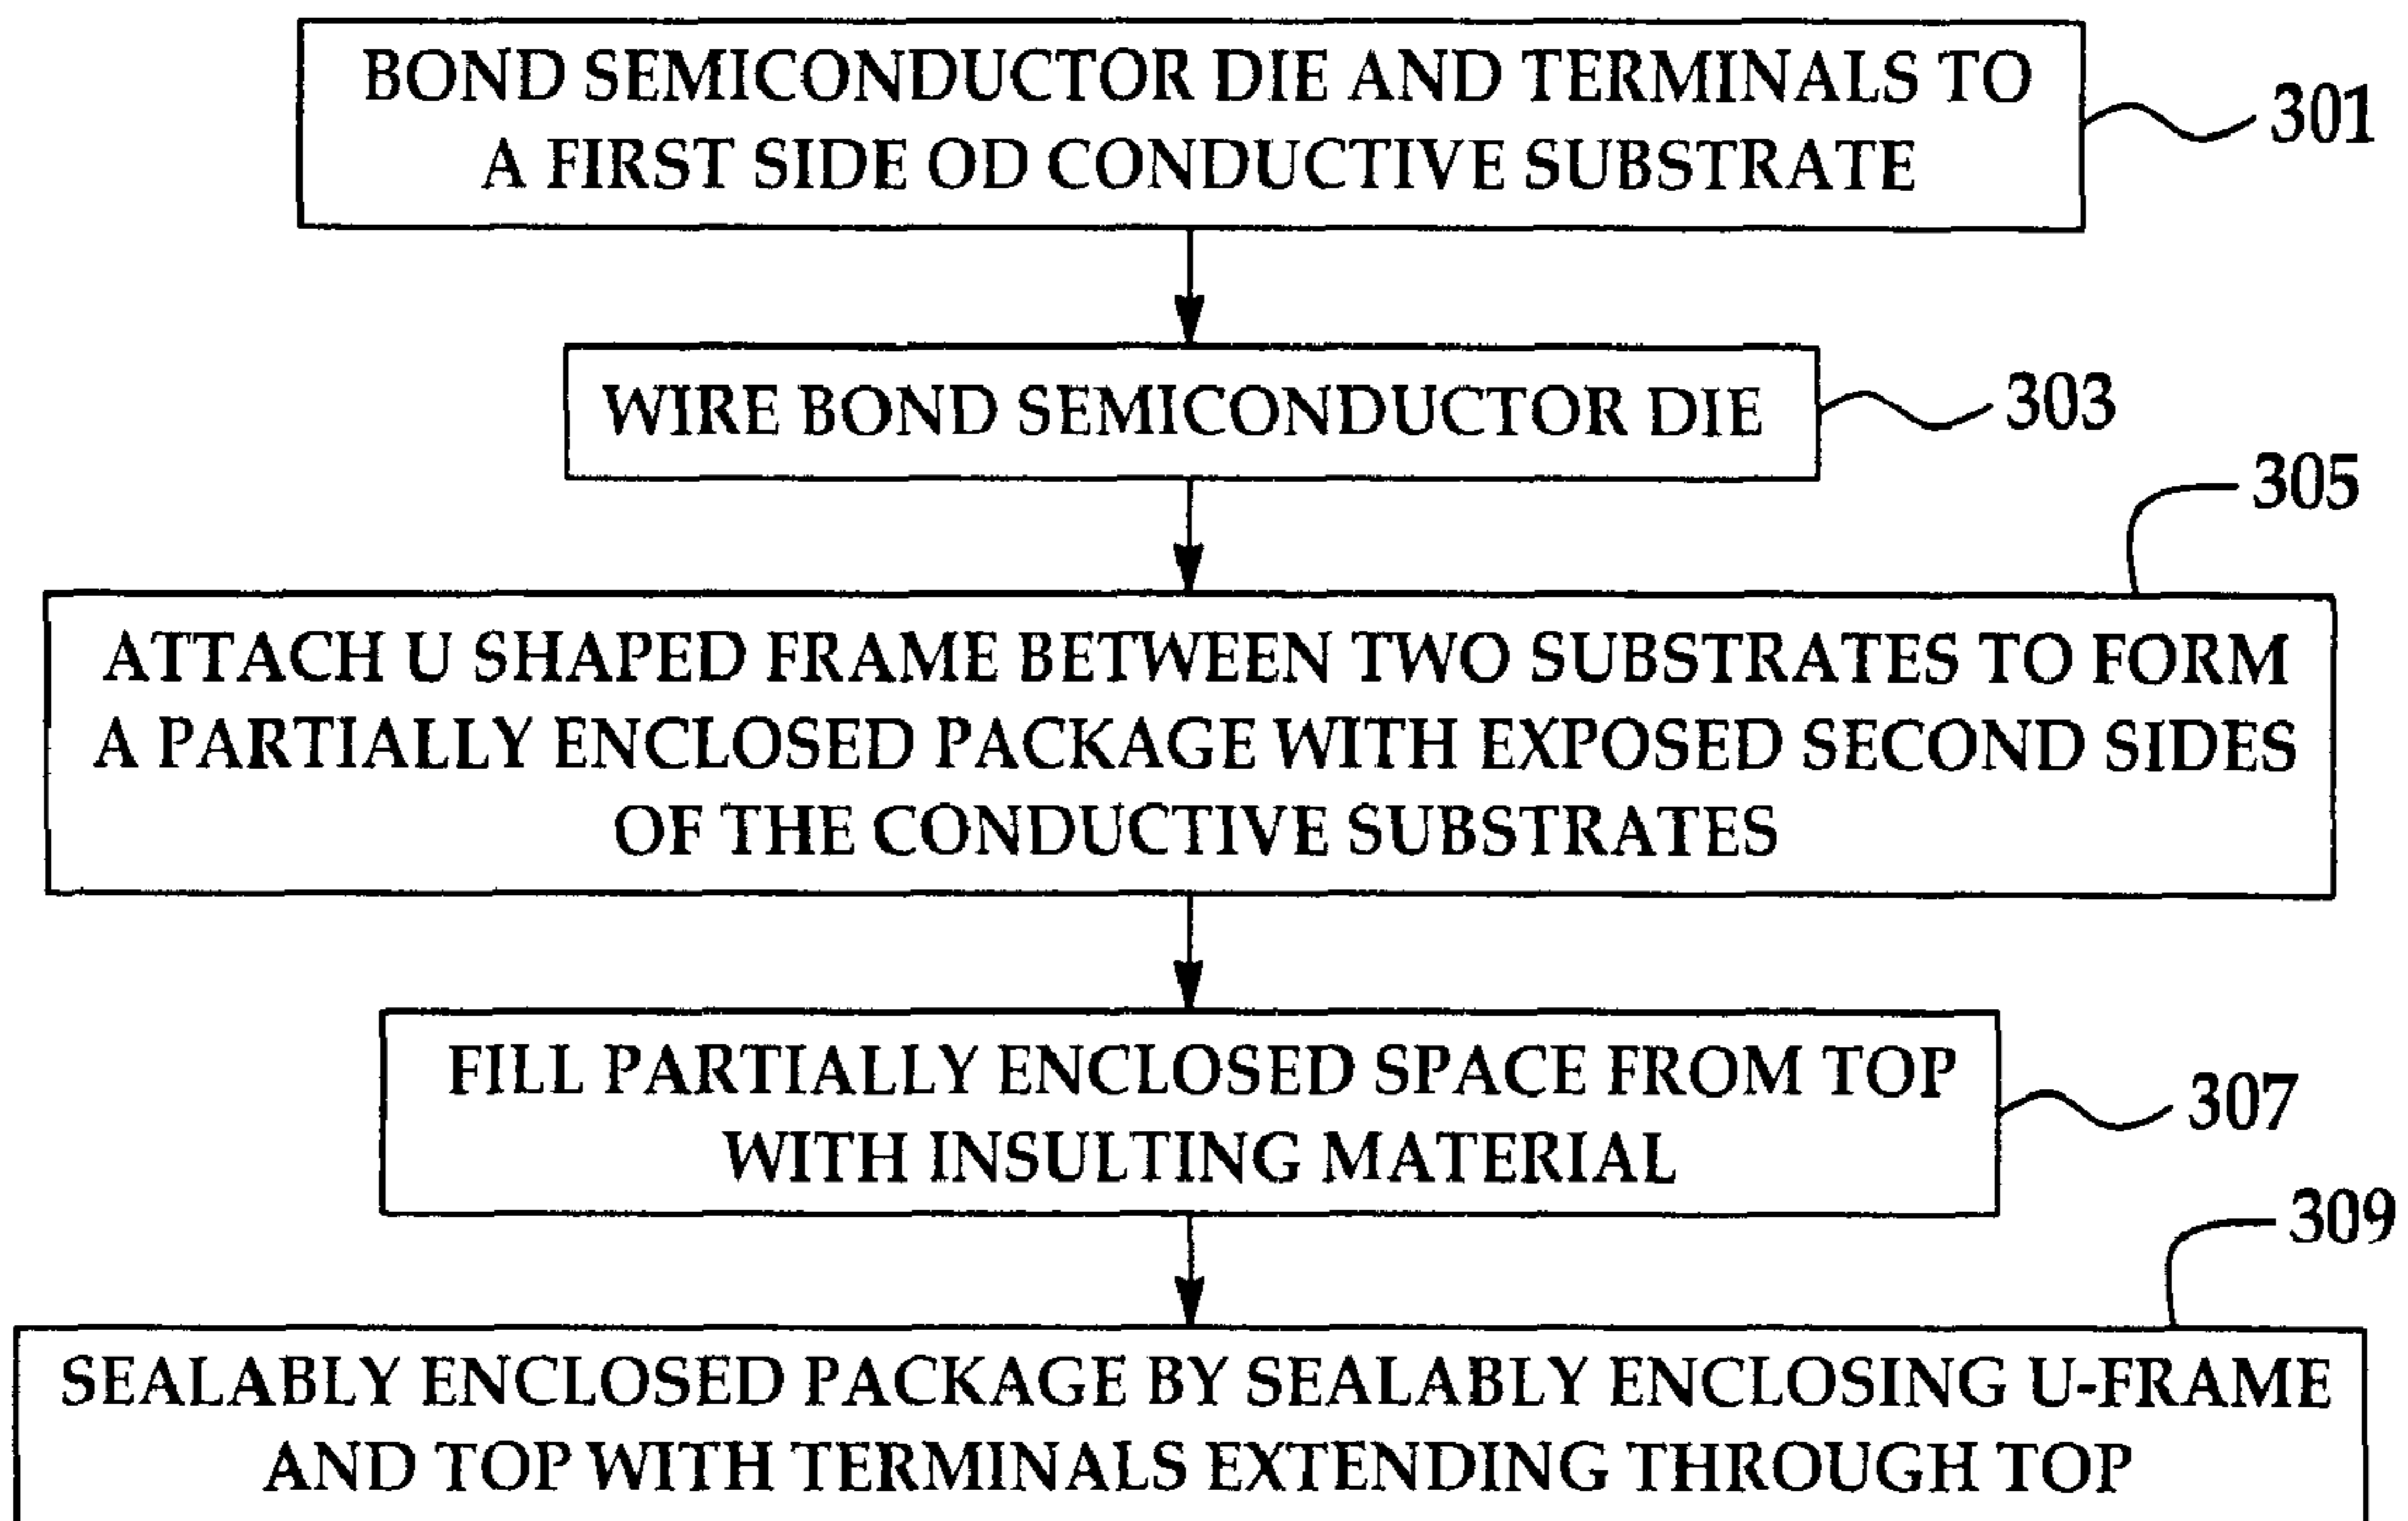 BOND SEMICONDUCTOR DIE AND TERMINALS TO
A FIRST SIDE OD CONDUCTIVE SUBSTRATE
301
WIRE BOND SEMICONDUCTOR DIE
303
305
ATTACH U SHAPED FRAME BETWEEN TWO SUBSTRATES TO FORM
A PARTIALLY ENCLOSED PACKAGE WITH EXPOSED SECOND SIDES
OF THE CONDUCTIVE SUBSTRATES
FILL PARTIALLY ENCLOSED SPACE FROM TOP
WITH INSULTING MATERIAL
307
309
SEALABLY ENCLOSED PACKAGE BY SEALABLY ENCLOSING U-FRAME
AND TOP WITH TERMINALS EXTENDING THROUGH TOP